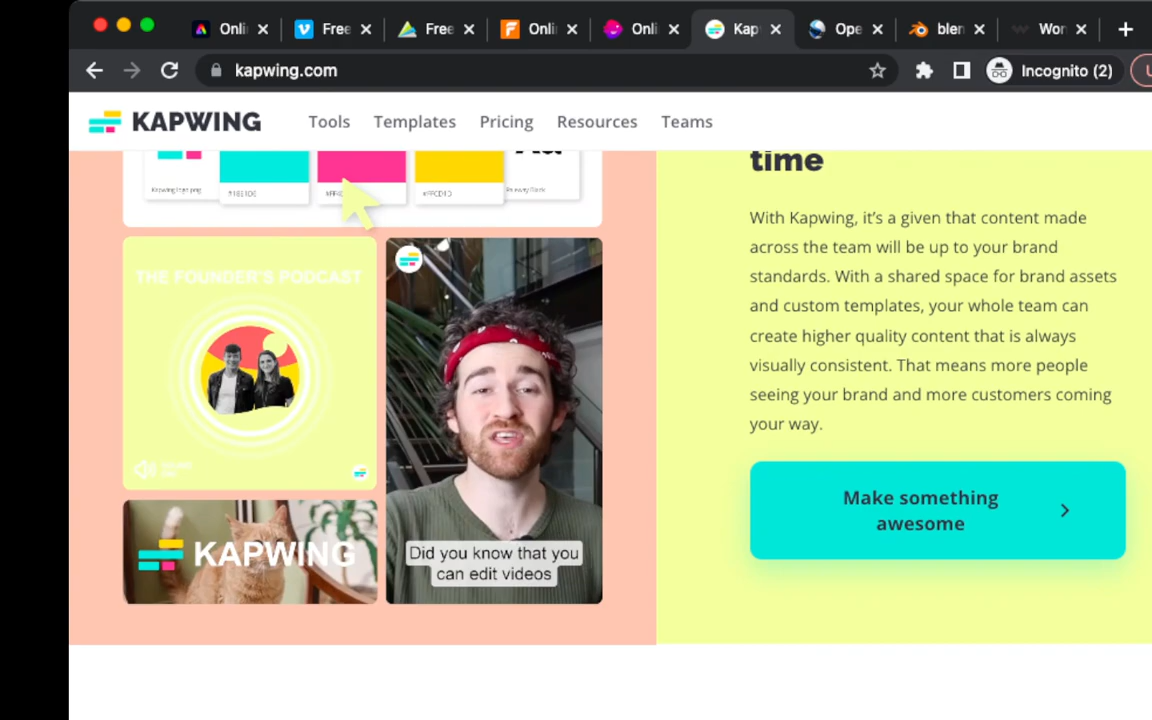 Onli
Free
Free
Onli
Onli
Kap
Ope
blen
Wor
kapwing.com
Incognito (2)
KAPWING
Tools
Templates
Pricing
Resources
Teams
time
Kapwing logo.png
THE FOUNDER'S PODCAST
With Kapwing, it's a given that content made
across the team will be up to your brand
standards. With a shared space for brand assets
and custom templates, your whole team can
create higher quality content that is always
visually consistent. That means more people
seeing your brand and more customers coming
your way.
Make something
awesome
KAPWING
Did you know that you
can edit videos